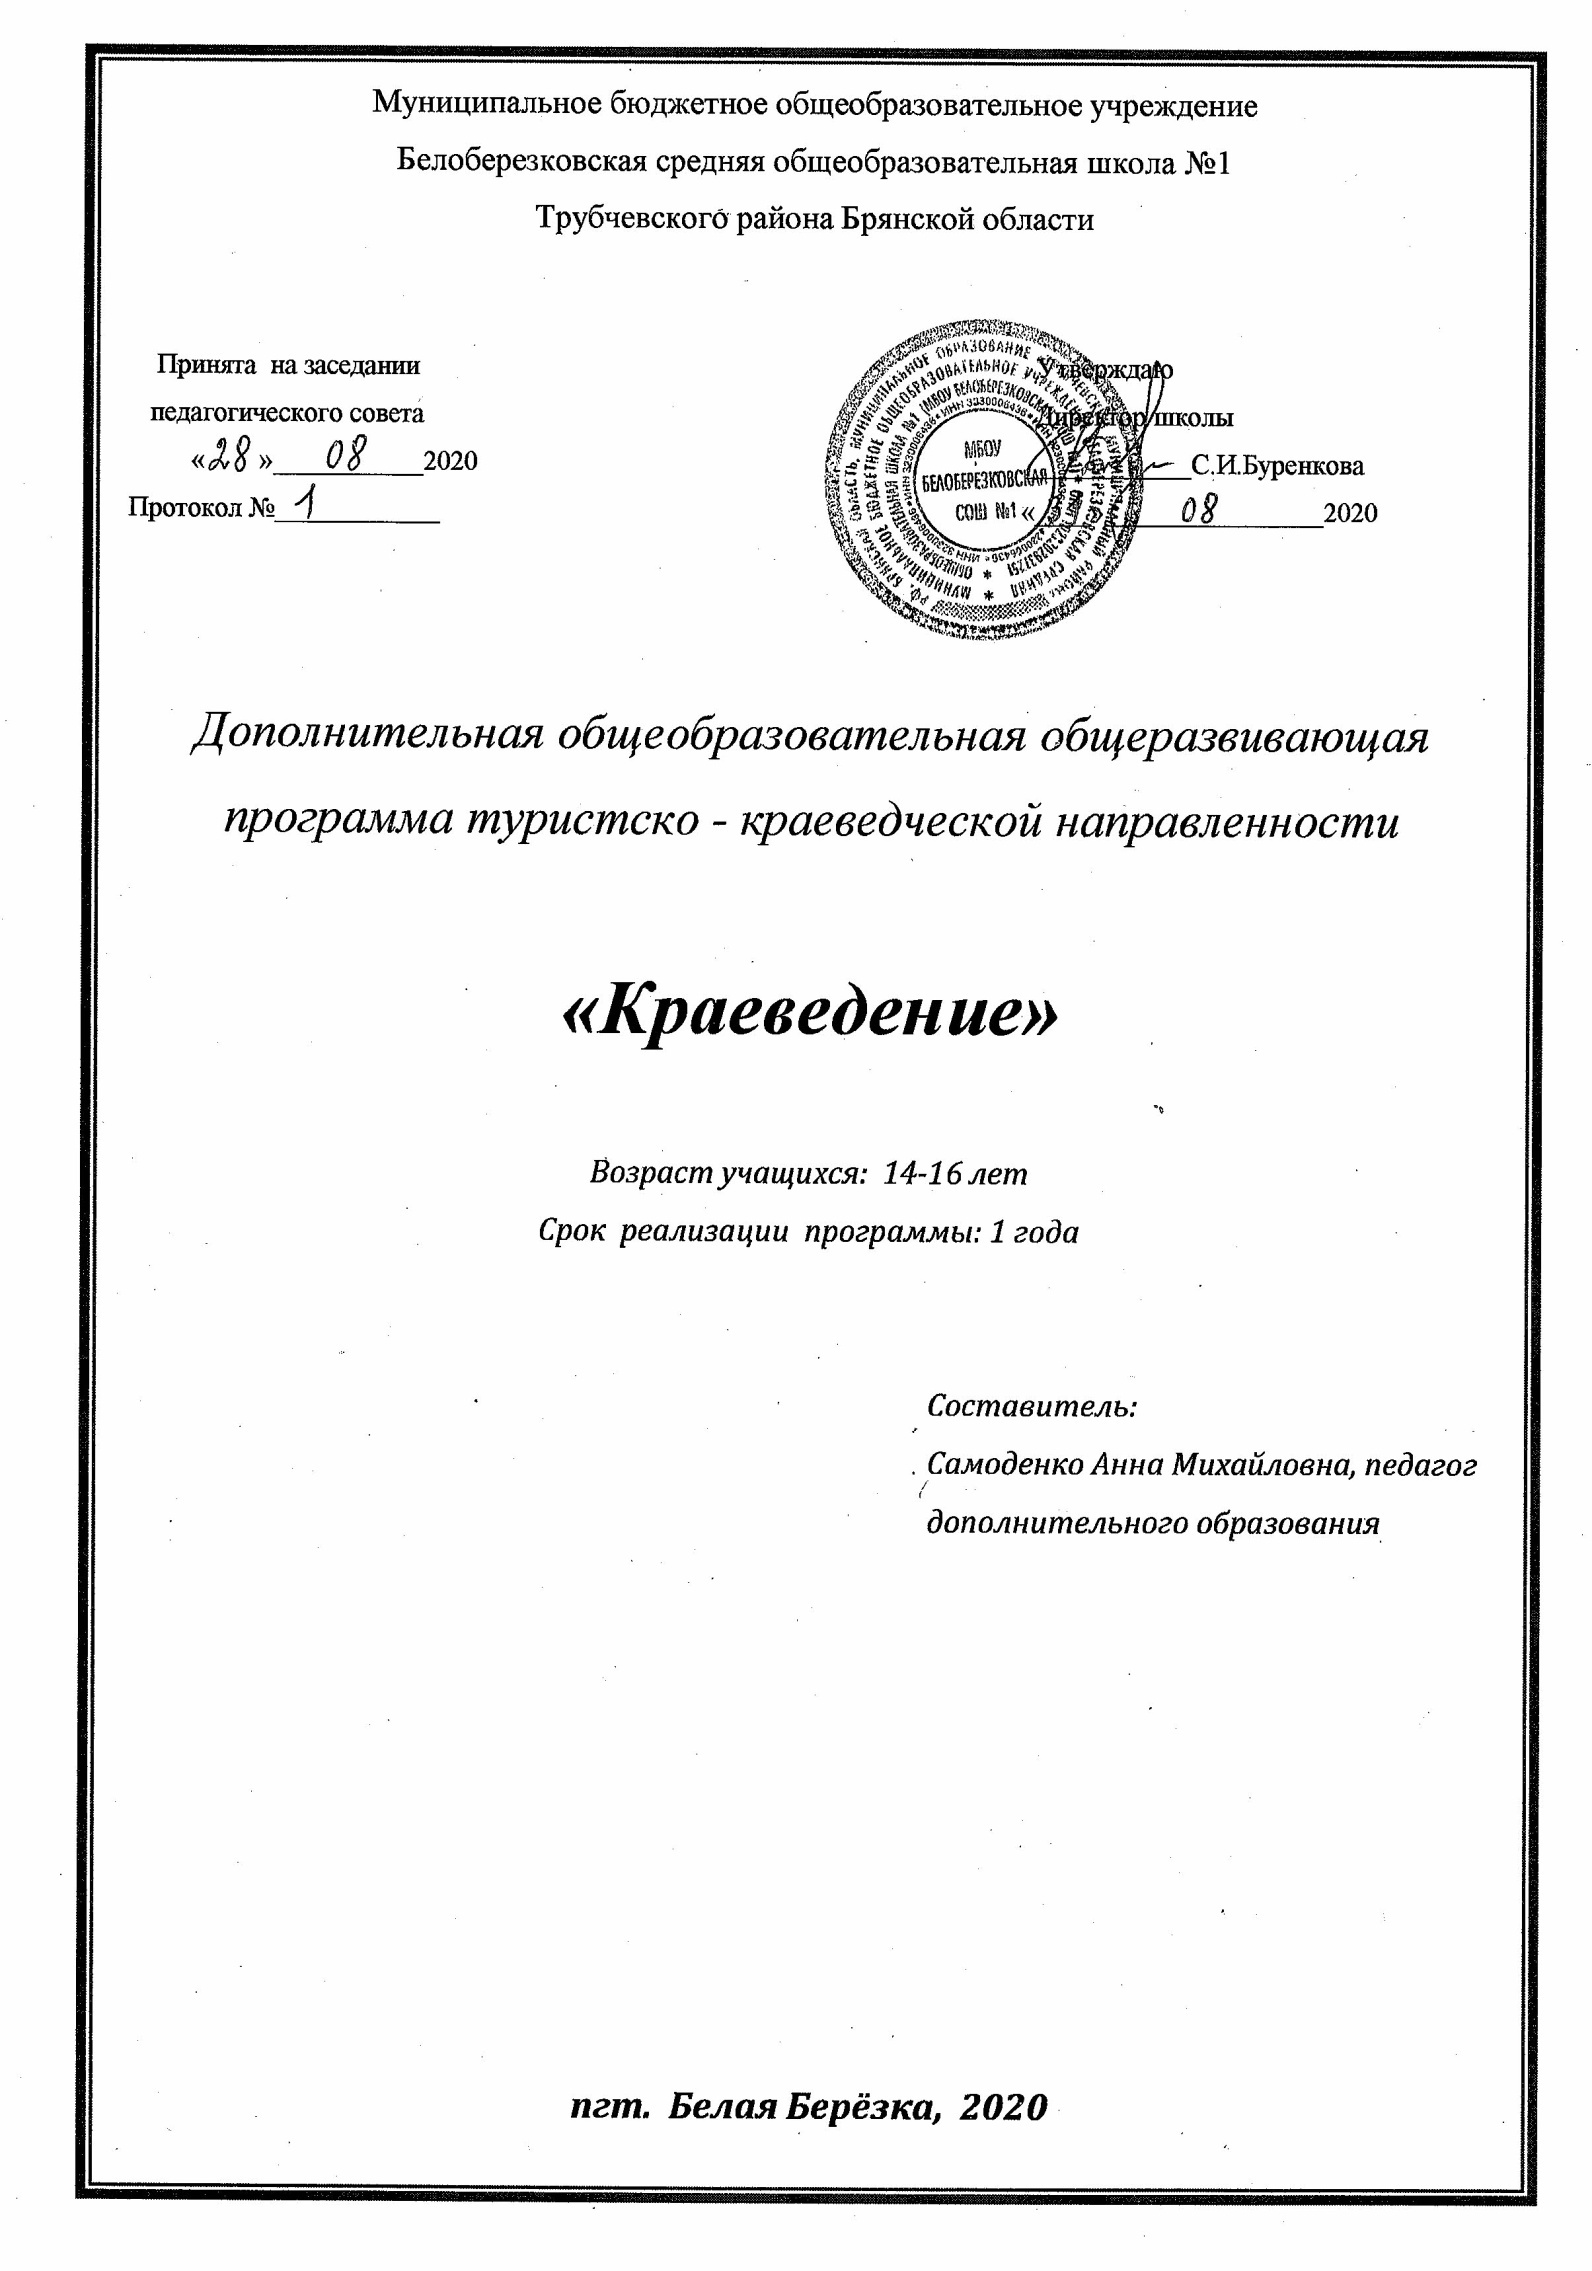 Муниципальное бюджетное общеобразовательное учреждение
Белоберезковская средняя общеобразовательная школа №1
Трубчевского района Брянской области
Принята на заседании
педагогического совета
«28» 08 2020
Протокол № 1
Утверждаю
Директор школы
С.И.Буренкова
« 08 2020
МБОУ
БЕЛОБЕРЕЗКОВСКАЯ
СОШ №1
Дополнительная общеобразовательная общеразвивающая
программа туристско - краеведческой направленности
«Краеведение»
Возраст учащихся: 14-16 лет
Срок реализации программы: 1 года
Составитель:
Самоденко Анна Михайловна, педагог
дополнительного образования
пгт. Белая Берёзка, 2020